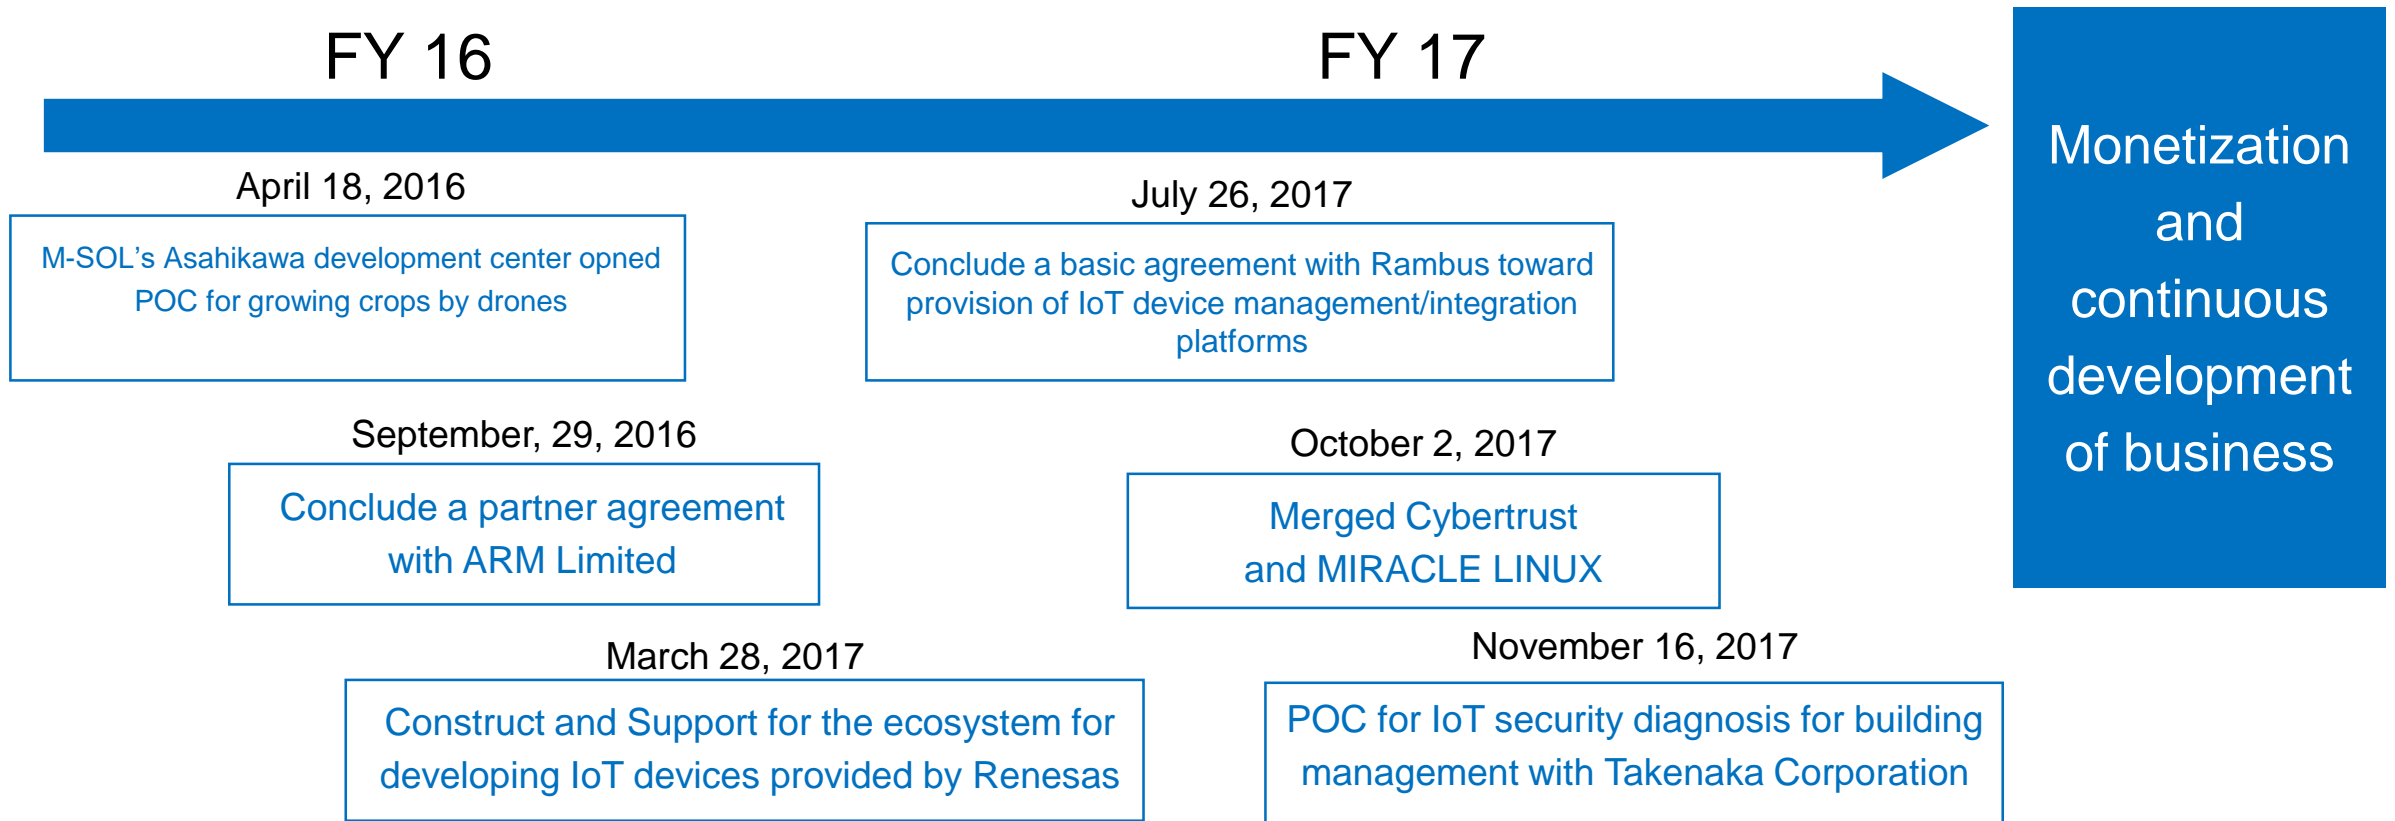 FY 16
FY 17
April 18, 2016
M-SOL's Asahikawa development center opned
POC for growing crops by drones
July 26, 2017
Conclude a basic agreement with Rambus toward
provision of IoT device management/integration
platforms
September, 29, 2016
Conclude a partner agreement
with ARM Limited
October 2, 2017
Merged Cybertrust
and MIRACLE LINUX
March 28, 2017
Construct and Support for the ecosystem for
developing IoT devices provided by Renesas
November 16, 2017
POC for IoT security diagnosis for building
management with Takenaka Corporation
Monetization
and
continuous
development
of business